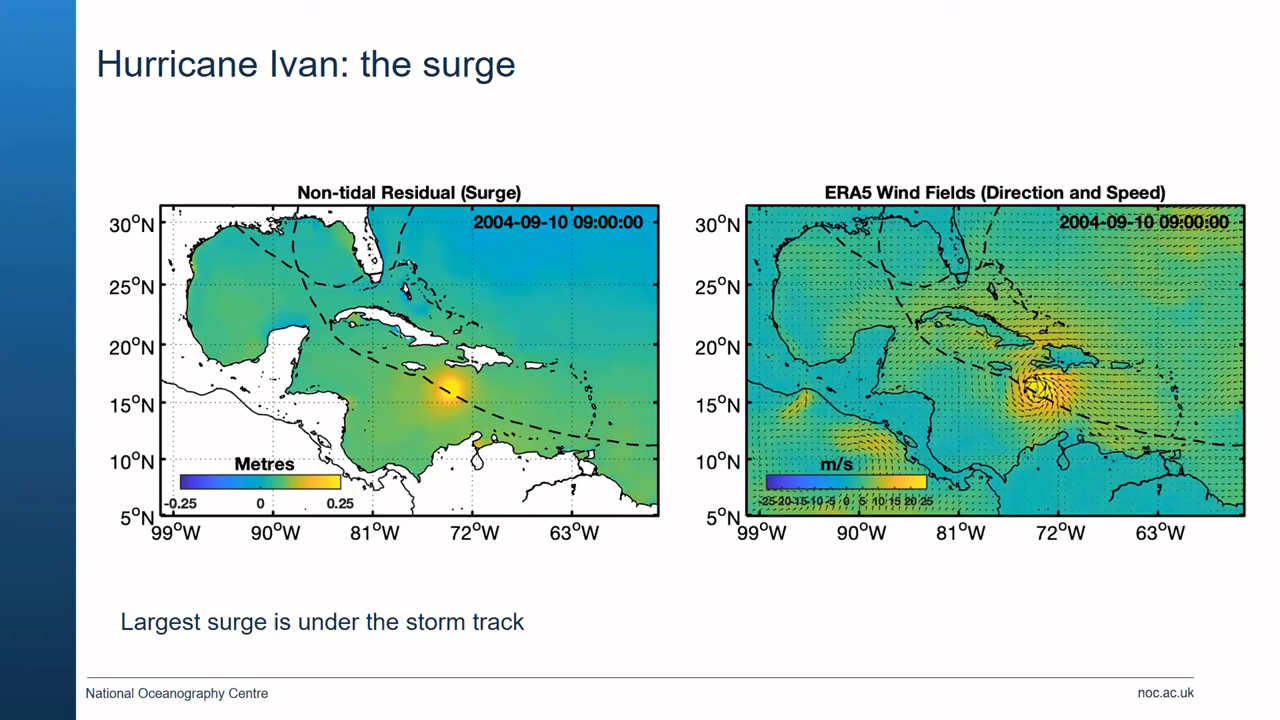 Hurricane Ivan: the surge
Non-tidal Residual (Surge)
2004-09-10 09:00:00
30°N
25°N
20°N
15°N
10°N
5°N
Metres
-0.25 0 0.25
99°W 90°W 81°W 72°W 63°W
ERA5 Wind Fields (Direction and Speed)
2004-09-10 09:00:00
30°N
25°N
20°N
15°N
10°N
5°N
m/s
-25-20-15-10-5 0 5 10 15 20 25
99°W 90°W 81°W 72°W 63°W
Largest surge is under the storm track
National Oceanography Centre
noc.ac.uk